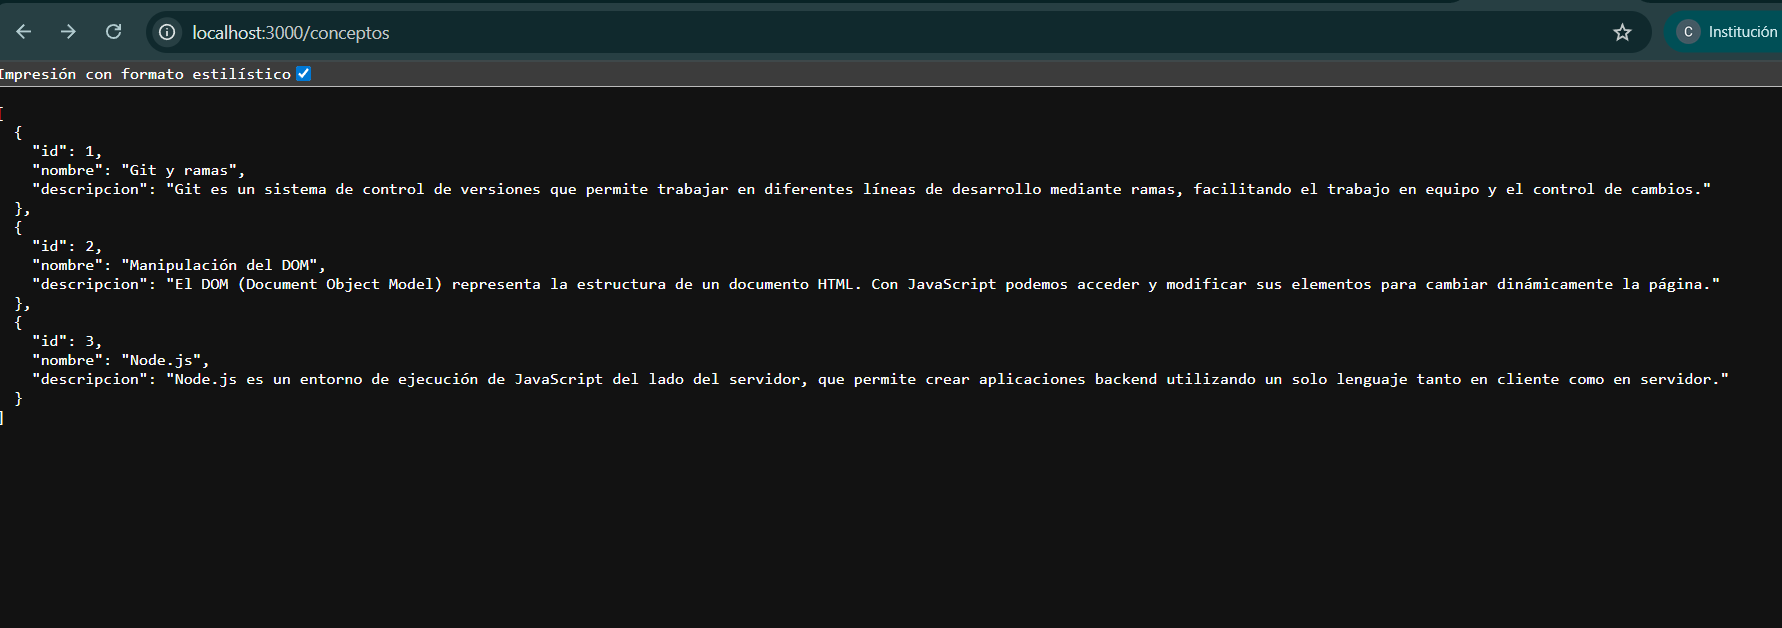 localhost:3000/conceptos
C Institución
Impresión con formato estilístico
[
{
"id": 1,
"nombre": "Git y ramas",
"descripcion": "Git es un sistema de control de versiones que permite trabajar en diferentes líneas de desarrollo mediante ramas, facilitando el trabajo en equipo y el control de cambios."
},
{
"id": 2,
"nombre": "Manipulación del DOM",
"descripcion": "El DOM (Document Object Model) representa la estructura de un documento HTML. Con JavaScript podemos acceder y modificar sus elementos para cambiar dinámicamente la página."
},
{
"id": 3,
"nombre": "Node.js",
"descripcion": "Node.js es un entorno de ejecución de JavaScript del lado del servidor, que permite crear aplicaciones backend utilizando un solo lenguaje tanto en cliente como en servidor."
}
]